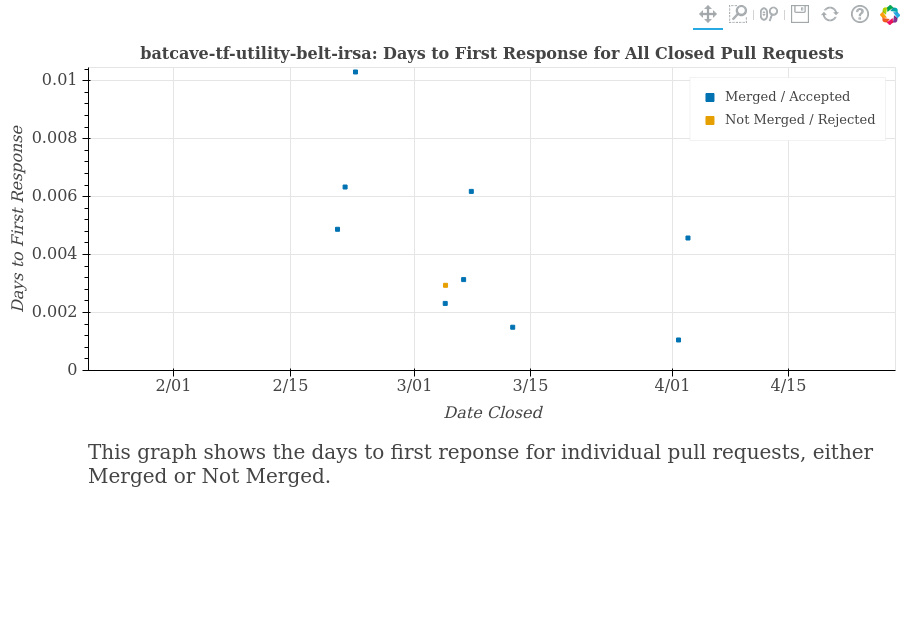 batcave-tf-utility-belt-irsa: Days to First Response for All Closed Pull Requests
Merged / Accepted
Not Merged / Rejected
Days to First Response
0.01
0.008
0.006
0.004
0.002
0
2/01
2/15
3/01
3/15
4/01
4/15
Date Closed
This graph shows the days to first reponse for individual pull requests, either
Merged or Not Merged.